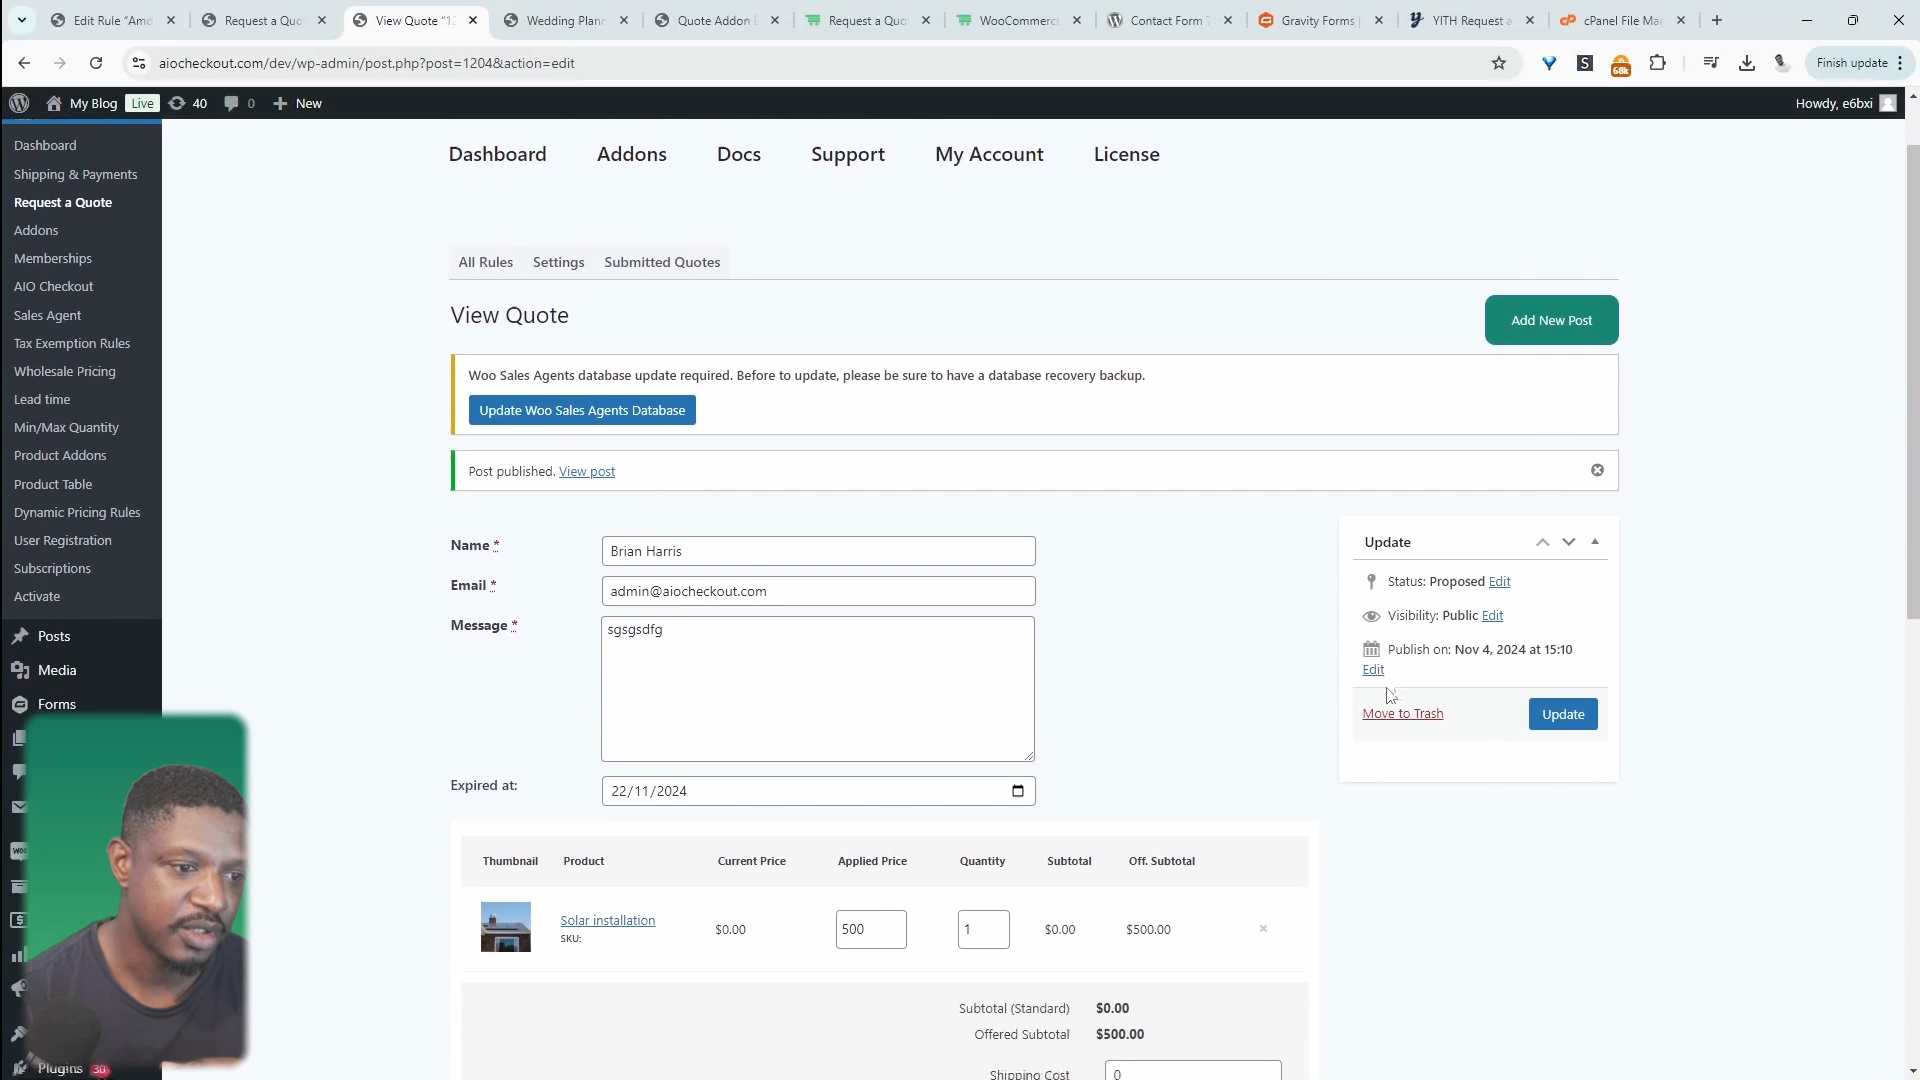 Edit Rule “Amo
Request a Quo
View Quote “12
Wedding Plann
Quote Addon E
Request a Quo
WooCommerce
Contact Form 7
Gravity Forms
YITH Request a
cPanel File Ma
aiocheckout.com/dev/wp-admin/post.php?post=1204&action=edit
S
68k
Finish update
My Blog
Live
40
0
New
Howdy, e6bxi
Dashboard
Shipping & Payments
Request a Quote
Addons
Memberships
AIO Checkout
Sales Agent
Tax Exemption Rules
Wholesale Pricing
Lead time
Min/Max Quantity
Product Addons
Product Table
Dynamic Pricing Rules
User Registration
Subscriptions
Activate
Posts
Media
Forms
Plugins 30
Dashboard
Addons
Docs
Support
My Account
License
All Rules
Settings
Submitted Quotes
View Quote
Add New Post
Woo Sales Agents database update required. Before to update, please be sure to have a database recovery backup.
Update Woo Sales Agents Database
Post published. View post
Name *
Brian Harris
Email *
admin@aiocheckout.com
Message *
sgsgsdfg
Expired at:
22/11/2024
Update
Status: Proposed Edit
Visibility: Public Edit
Publish on: Nov 4, 2024 at 15:10
Edit
Move to Trash
Update
Thumbnail
Product
Current Price
Applied Price
Quantity
Subtotal
Off. Subtotal
Solar installation
SKU:
$0.00
500
1
$0.00
$500.00
×
Subtotal (Standard)
$0.00
Offered Subtotal
$500.00
Shipping Cost
0